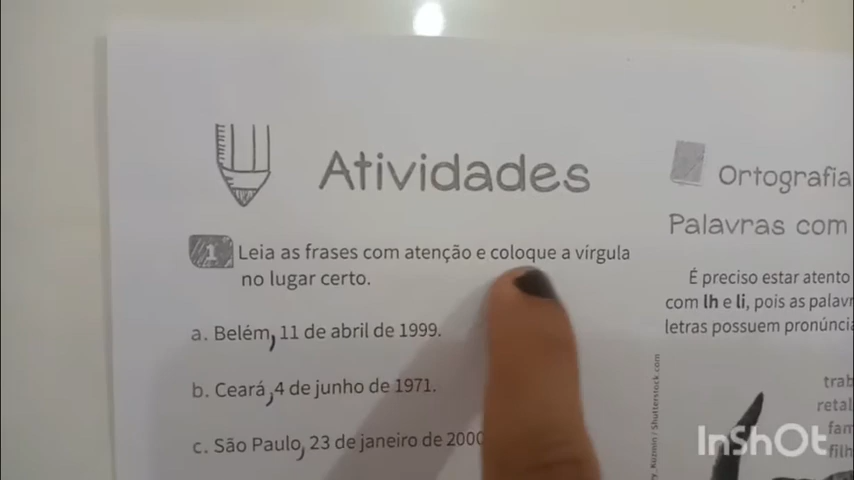 Atividades
1 Leia as frases com atenção e coloque a vírgula
no lugar certo.
a. Belém, 11 de abril de 1999.
b. Ceará, 4 de junho de 1971.
c. São Paulo, 23 de janeiro de 2000
Ortografia
Palavras com
É preciso estar atento
com lh e li, pois as
letras possuem
InShOt